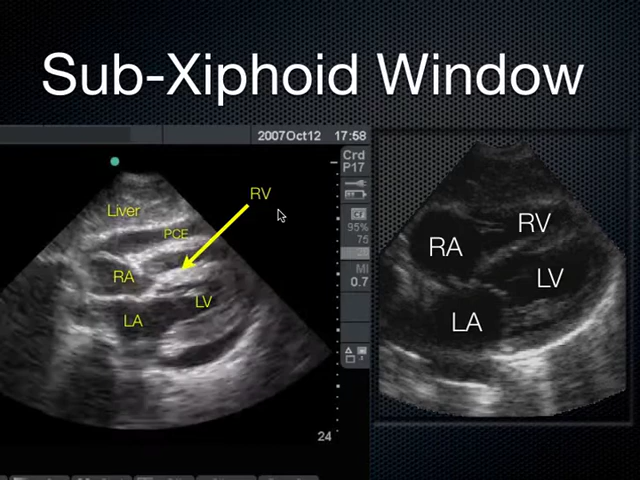 Sub-Xiphoid Window
2007Oct12 17:58
Crd
P17
Liver
RV
PCE
RA
LV
LA
95%
75
MI
0.7
24
RA
RV
LV
LA